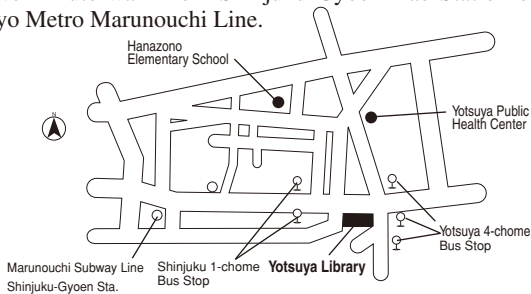 yo Metro Marunouchi Line.
Hanazono
Elementary School
N
Yotsuya Public
Health Center
Yotsuya 4-chome
Bus Stop
Marunouchi Subway Line
Shinjuku-Gyoen Sta.
Shinjuku 1-chome
Bus Stop
Yotsuya Library